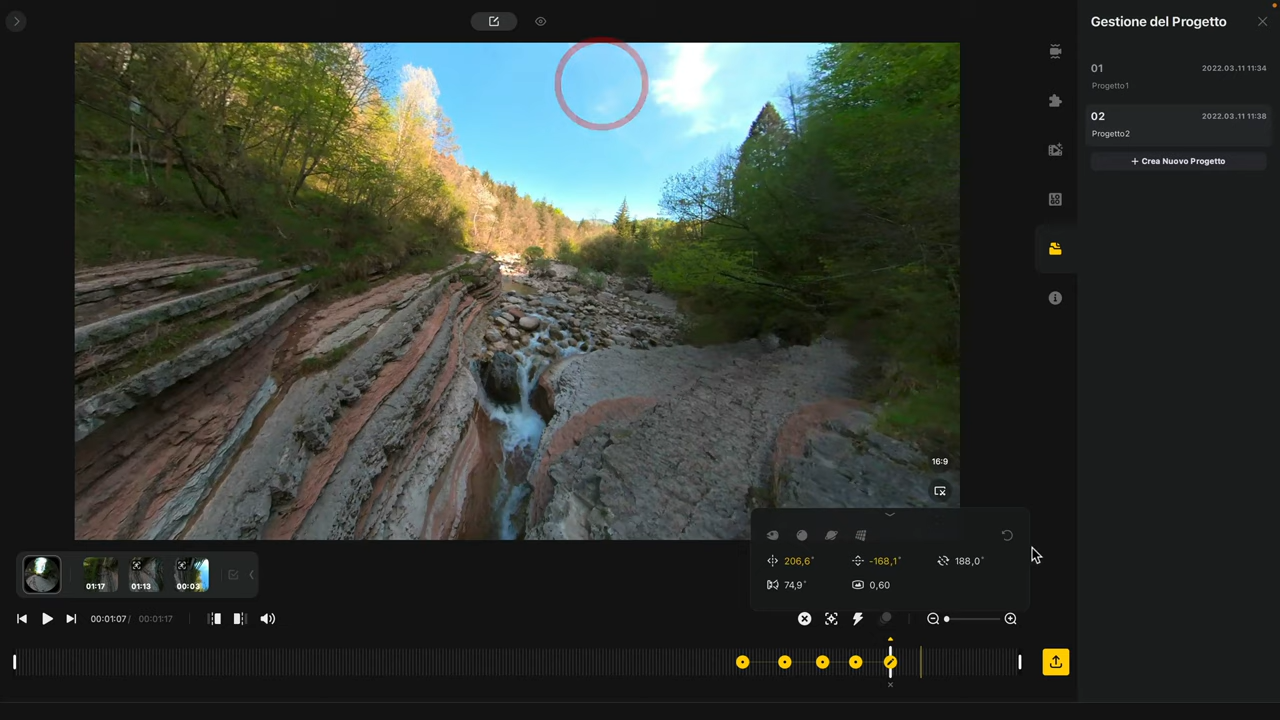 Gestione del Progetto
01
2022.03.11 11:34
Progetto1
02
2022.03.11 11:38
Progetto2
+ Crea Nuovo Progetto
16:9
206,6°
-168,1°
188,0°
74,9°
0,60
01:17
01:13
00:03
00:01:07 / 00:01:17